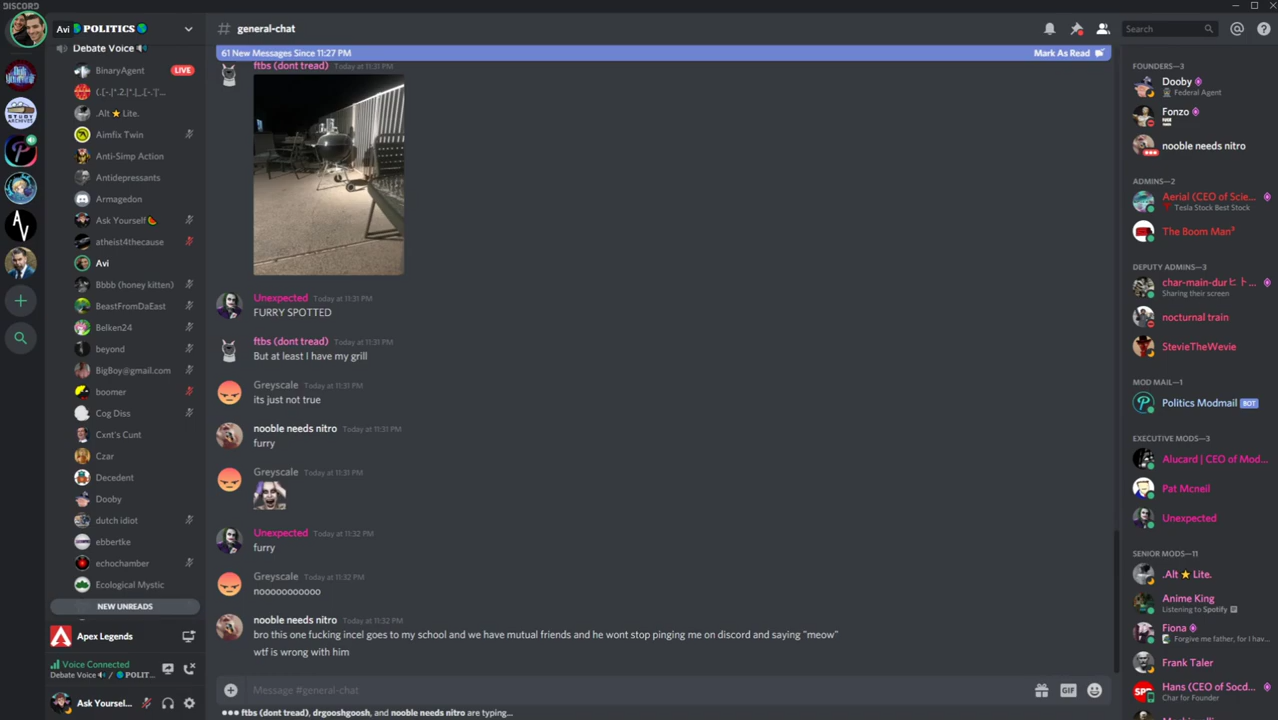 DISCORD
Avi POLITICS
Debate Voice
BinaryAgent LIVE
.Alt Lite.
Aimfix Twin
Anti-Simp Action
Antidepressants
Armagedon
Ask Yourself
atheist4thecause
Avi
Bbbb (honey kitten)
BeastFromDaEast
Belken24
beyond
BigBoy@gmail.com
boomer
Cog Diss
Cxnt's Cunt
Czar
Decedent
Dooby
dutch idiot
ebbertke
echochamber
Ecological Mystic
NEW UNREADS
Apex Legends
Voice Connected
Debate Voice / POLIT...
Ask Yoursel...
# general-chat
Search
61 New Messages Since 11:27 PM
Mark As Read
ftbs (dont tread) Today at 11:31 PM
Unexpected Today at 11:31 PM
FURRY SPOTTED
ftbs (dont tread) Today at 11:31 PM
But at least I have my grill
Greyscale Today at 11:31 PM
its just not true
nooble needs nitro Today at 11:31 PM
furry
Greyscale Today at 11:31 PM
Unexpected Today at 11:32 PM
furry
Greyscale Today at 11:32 PM
nooooooooooo
nooble needs nitro Today at 11:32 PM
bro this one fucking incel goes to my school and we have mutual friends and he wont stop pinging me on discord and saying "meow"
wtf is wrong with him
Message #general-chat
GIF
ftbs (dont tread), drgooshgoosh, and nooble needs nitro are typing...
FOUNDERS—3
Dooby
Federal Agent
Fonzo
nooble needs nitro
ADMINS—2
Aerial (CEO of Scie...
Tesla Stock Best Stock
The Boom Man³
DEPUTY ADMINS—3
char-main-durヒト...
Sharing their screen
nocturnal train
StevieTheWevie
MOD MAIL—1
Politics Modmail BOT
EXECUTIVE MODS—3
Alucard | CEO of Mod...
Pat Mcneil
Unexpected
SENIOR MODS—11
.Alt Lite.
Anime King
Listening to Spotify
Fiona
Forgive me father, for I hav...
Frank Taler
Hans (CEO of Socd...
Char for Founder